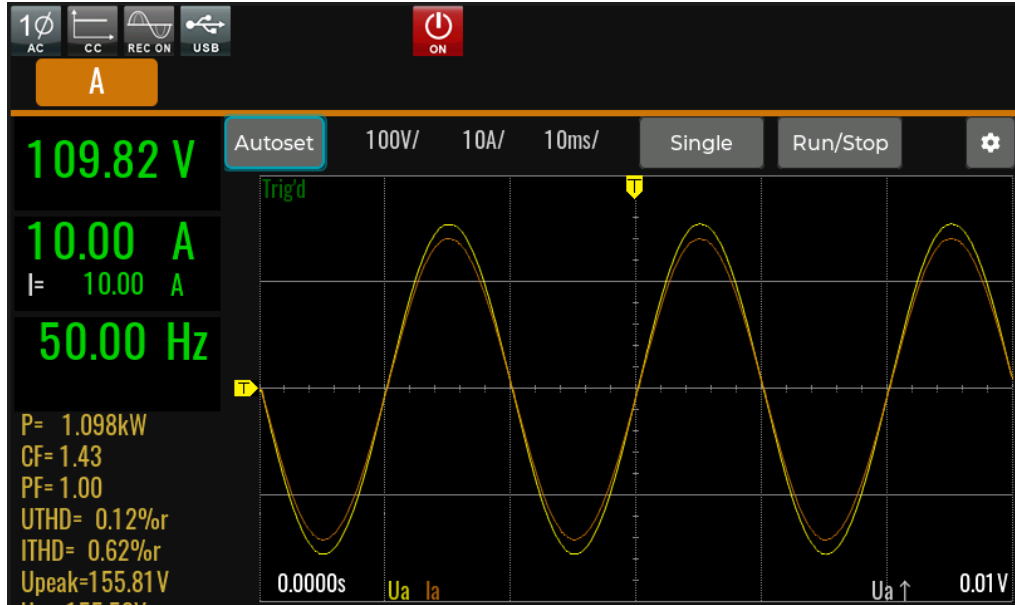 1Ø
AC
CC
REC ON
USB
ON
A
109.82 V
Autoset
100V/
10A/
10ms/
Single
Run/Stop
Trig'd
T
10.00 A
I= 10.00 A
50.00 Hz
T
P= 1.098kW
CF= 1.43
PF= 1.00
UTHD= 0.12%r
ITHD= 0.62%r
Upeak=155.81V
0.0000s
Ua Ia
Ua ↑
0.01V